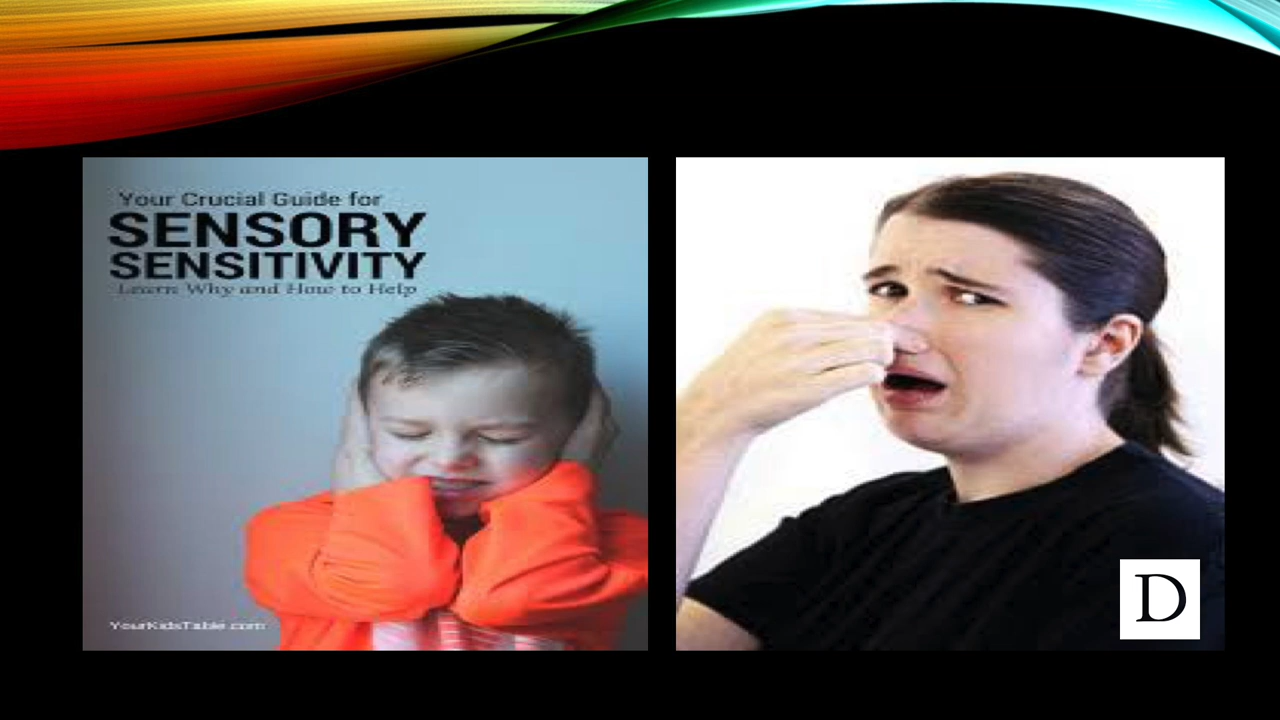 Your Crucial Guide for
SENSORY
SENSITIVITY
Learn Why and How to Help
YourKidsTable.com
D